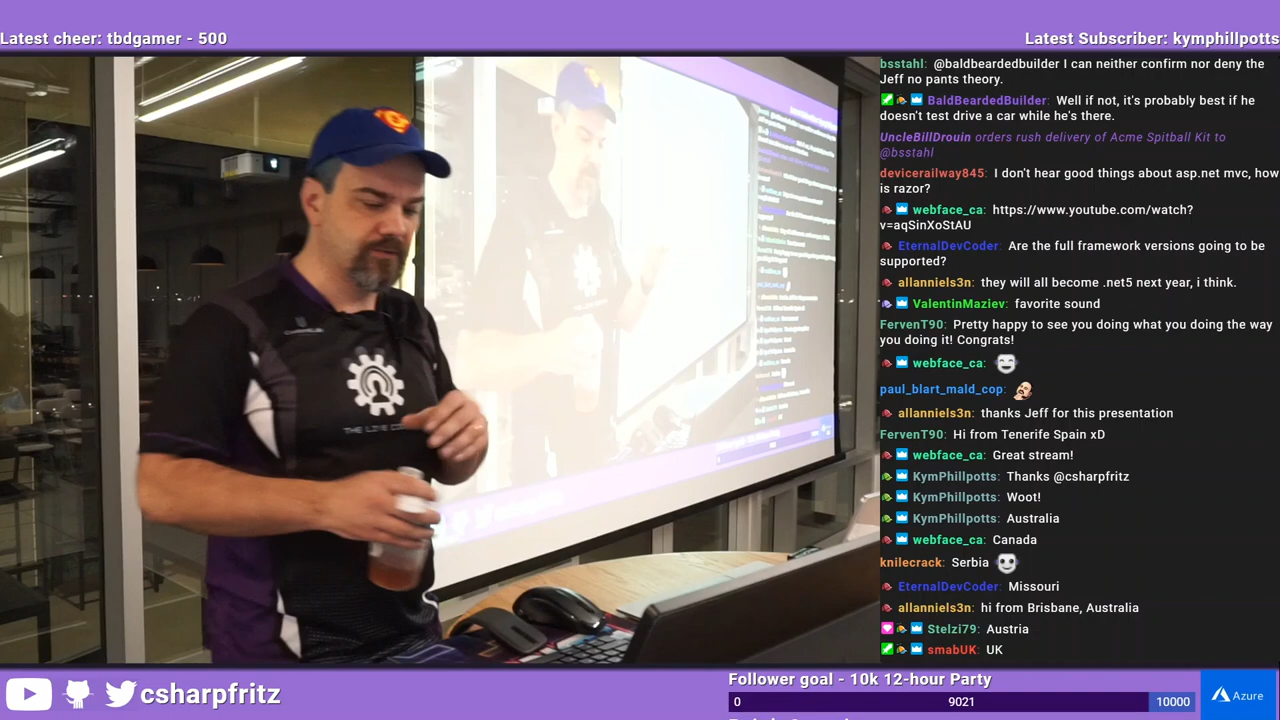 Latest cheer: tbdgamer - 500
Latest Subscriber: kymphillpotts
bsstahl: @baldbeardedbuilder I can neither confirm nor deny the
Jeff no pants theory.
BaldBeardedBuilder: Well if not, it's probably best if he
doesn't test drive a car while he's there.
UncleBillDrouin orders rush delivery of Acme Spitball Kit to
@bsstahl
devicerailway845: I don't hear good things about asp.net mvc, how
is razor?
webface_ca: https://www.youtube.com/watch?
v=aqSinXoStAU
EternalDevCoder: Are the full framework versions going to be
supported?
allanniels3n: they will all become .net5 next year, i think.
ValentinMaziev: favorite sound
FervenT90: Pretty happy to see you doing what you doing the way
you doing it! Congrats!
webface_ca:
paul_blart_mald_cop:
allanniels3n: thanks Jeff for this presentation
FervenT90: Hi from Tenerife Spain xD
webface_ca: Great stream!
KymPhillpotts: Thanks @csharpfritz
KymPhillpotts: Woot!
KymPhillpotts: Australia
webface_ca: Canada
knilecrack: Serbia
EternalDevCoder: Missouri
allanniels3n: hi from Brisbane, Australia
Stelzi79: Austria
smabUK: UK
THE LIVE
csharpfritz
Follower goal - 10k 12-hour Party
0 9021 10000
Azure